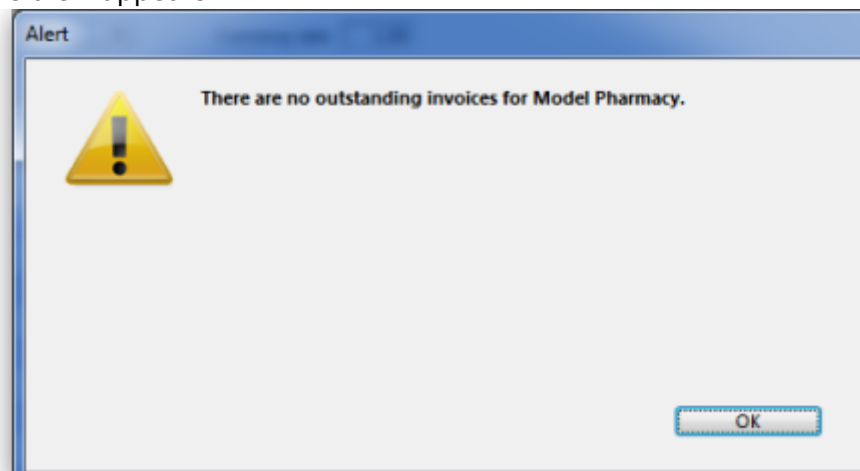 Alert
There are no outstanding invoices for Model Pharmacy.
OK